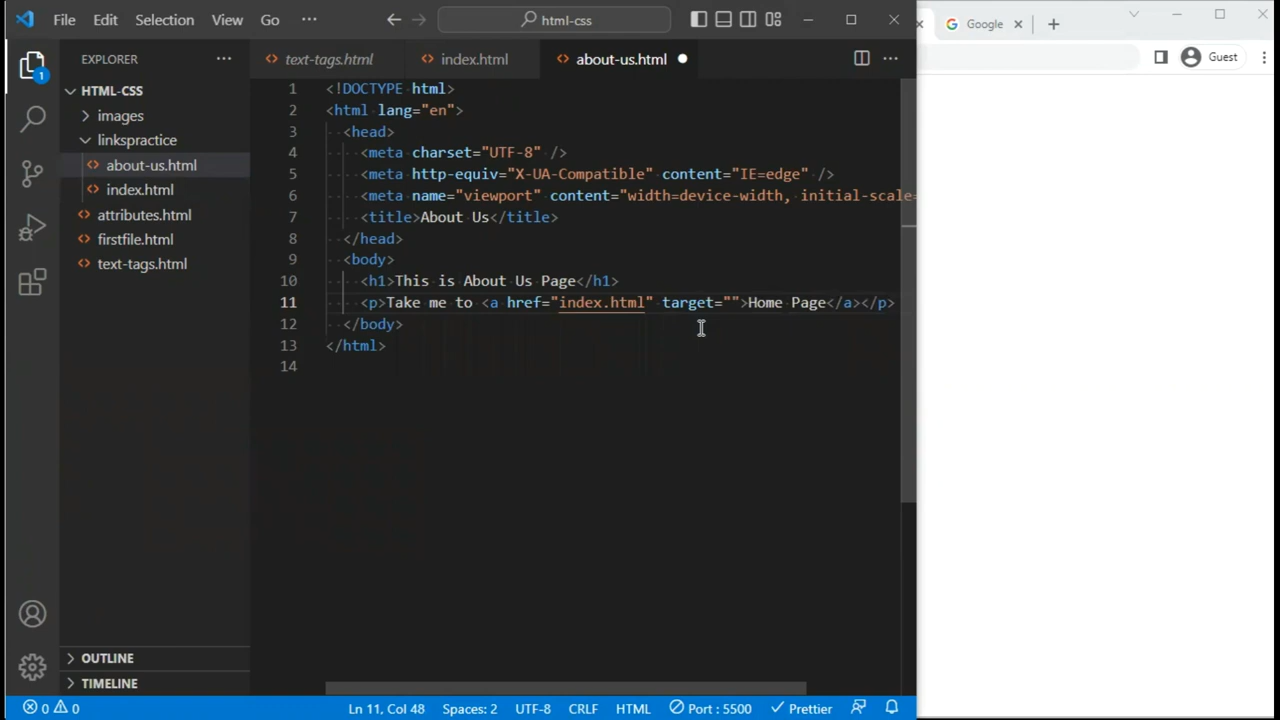 File Edit Selection View Go ··· html-css
Google
Guest
EXPLORER ···
text-tags.html index.html about-us.html
HTML-CSS
images
linkspractice
about-us.html
index.html
attributes.html
firstfile.html
text-tags.html
1
1 <!DOCTYPE html>
2 <html lang="en">
3 <head>
4 <meta charset="UTF-8" />
5 <meta http-equiv="X-UA-Compatible" content="IE=edge" />
6 <meta name="viewport" content="width=device-width, initial-scale=
7 <title>About Us</title>
8 </head>
9 <body>
10 <h1>This is About Us Page</h1>
11 <p>Take me to <a href="index.html" target="">Home Page</a></p>
12 </body>
13 </html>
14
OUTLINE
TIMELINE
0 0 Ln 11, Col 48 Spaces: 2 UTF-8 CRLF HTML Port : 5500 Prettier